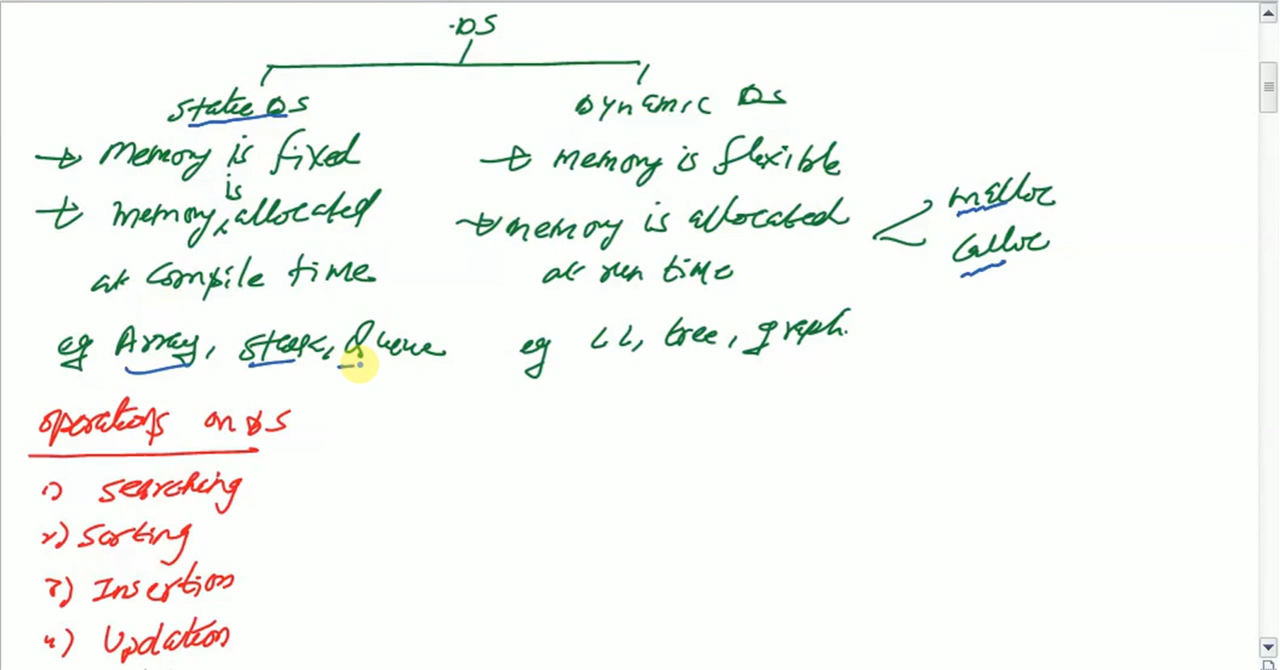 DS
Static DS
Dynamic DS
→ Memory is fixed
→ memory is flexible
→ memory is allocated
at compile time
→ memory is allocated
at run time
malloc
calloc
eg Array, stack, Queue
eg LL, tree, graph.
operations on DS
1) Searching
2) Sorting
3) Insertion
4) Updation